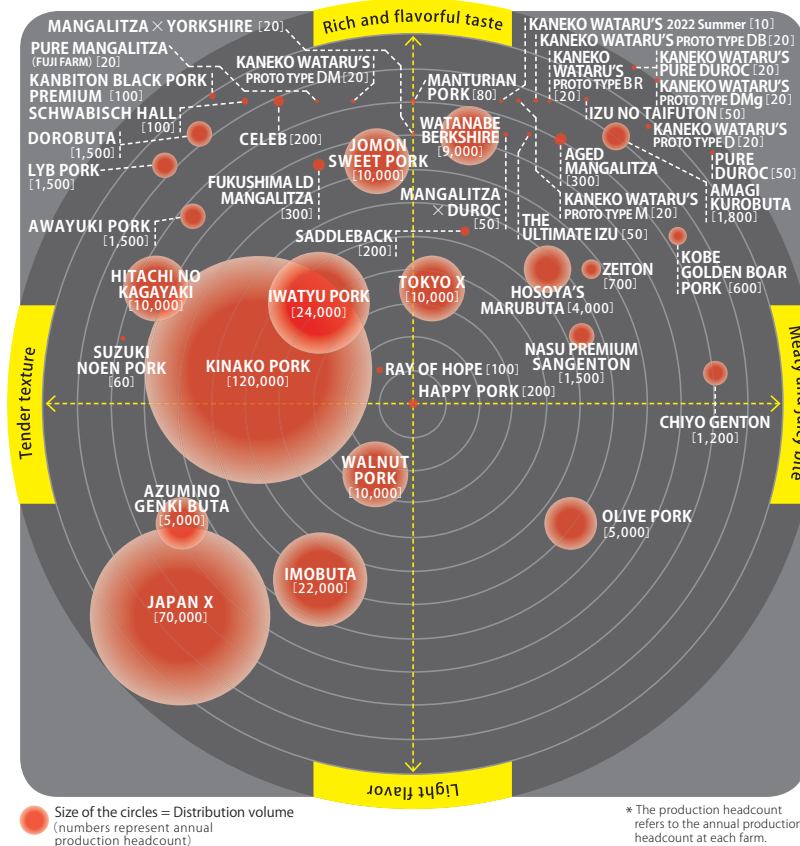 Rich and flavorful taste
MANGALITZA × YORKSHIRE [20]
PURE MANGALITZA
(FUJI FARM) [20]
KANBITON BLACK PORK
PREMIUM [100]
SCHWABISCH HALL
[100]
DOROBUTA
[1,500]
LYB PORK
[1,500]
AWAYUKI PORK
[1,500]
KANEKO WATARU'S
PROTO TYPE DM [20]
CELEB [200]
JOMON
SWEET PORK
[10,000]
FUKUSHIMA LD
MANGALITZA
[300]
SADDLEBACK
[200]
MANTURIAN
PORK [80]
WATANABE
BERKSHIRE
[9,000]
MANGALITZA
× DUROC
[50]
KANEKO WATARU'S 2022 Summer [10]
KANEKO WATARU'S PROTO TYPE DB [20]
KANEKO
WATARU'S
PROTO TYPE BR
[20]
KANEKO WATARU'S
PURE DUROC [20]
KANEKO WATARU'S
PROTO TYPE DMg [20]
IZU NO TAIFUTON [50]
KANEKO WATARU'S
PROTO TYPE D [20]
PURE
DUROC [50]
AGED
MANGALITZA
[300]
AMAGI
KUROBUTA
[1,800]
KANEKO WATARU'S
PROTO TYPE M [20]
THE
ULTIMATE IZU [50]
KOBE
GOLDEN BOAR
PORK [600]
HITACHI NO
KAGAYAKI
[10,000]
IWATYU PORK
[24,000]
TOKYO X
[10,000]
HOSOYA'S
MARUBUTA [4,000]
ZEITON
[700]
SUZUKI
NOEN PORK
[60]
KINAKO PORK
[120,000]
RAY OF HOPE [100]
HAPPY PORK [200]
NASU PREMIUM
SANGENTON
[1,500]
CHIYO GENTON
[1,200]
Tender texture
WALNUT
PORK
[10,000]
AZUMINO
GENKI BUTA
[5,000]
OLIVE PORK
[5,000]
IMOBUTA
[22,000]
JAPAN X
[70,000]
Light flavor
Size of the circles = Distribution volume
(numbers represent annual
production headcount)
* The production headcount
refers to the annual production
headcount at each farm.